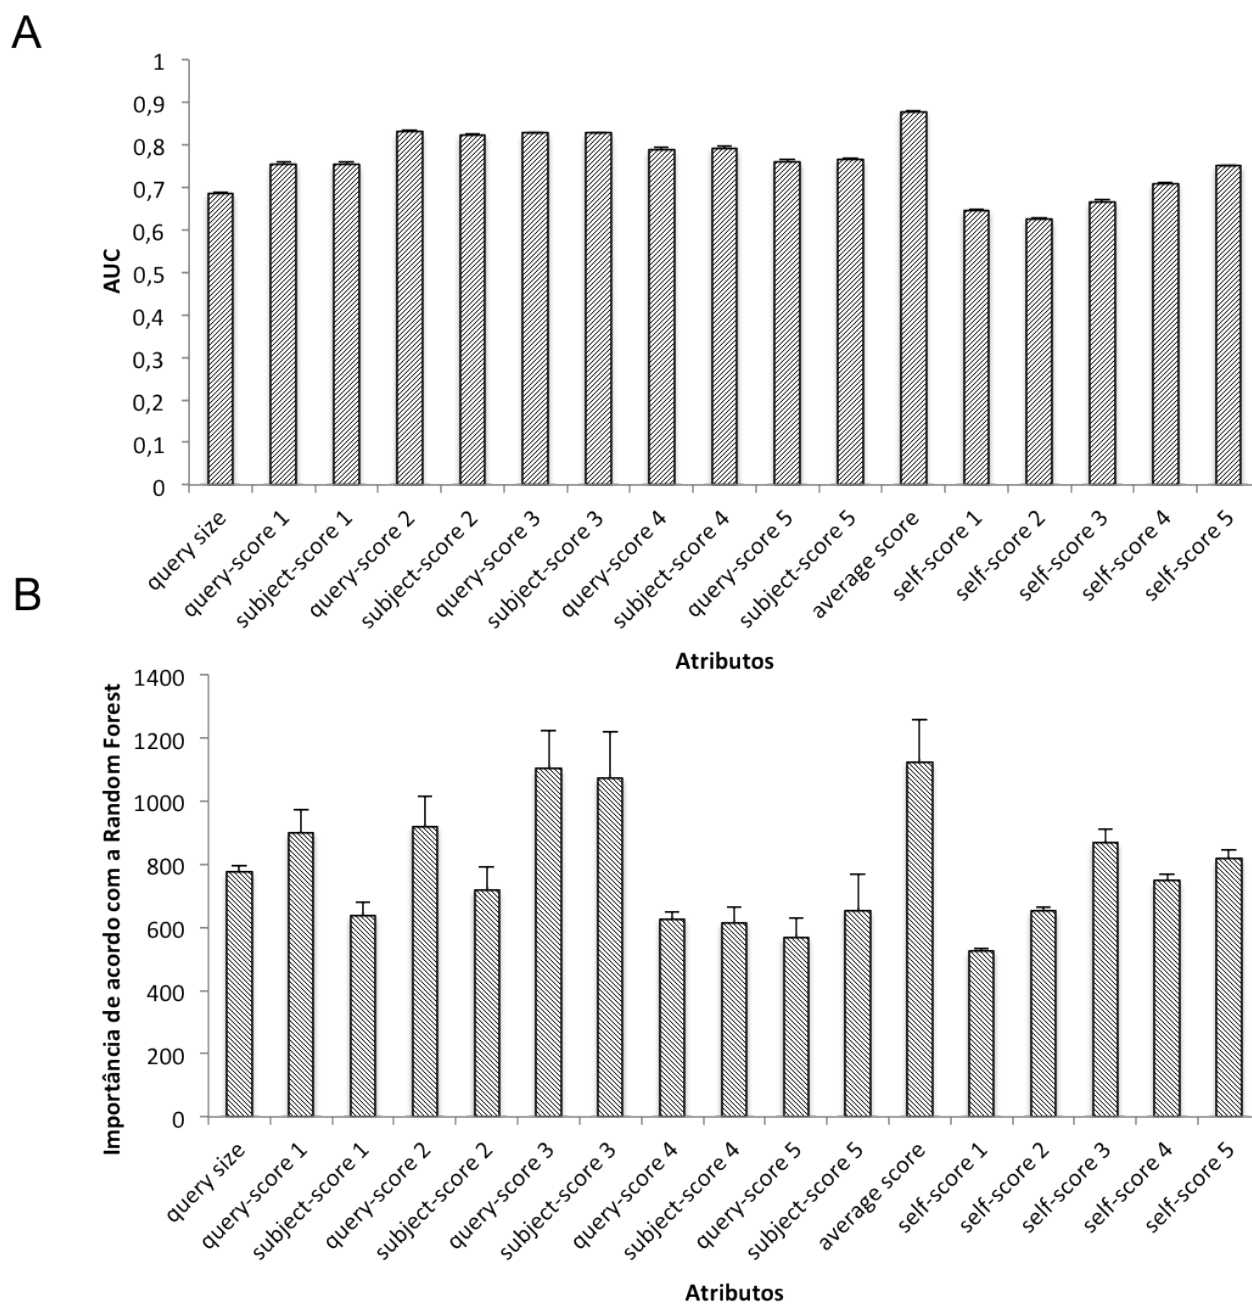 A
AUC
1
0,9
0,8
0,7
0,6
0,5
0,4
0,3
0,2
0,1
0
query size
query-score 1
subject-score 1
query-score 2
subject-score 2
query-score 3
subject-score 3
query-score 4
subject-score 4
query-score 5
subject-score 5
average score
self-score 1
self-score 2
self-score 3
self-score 4
self-score 5
Atributos
B
Importância de acordo com a Random Forest
1400
1200
1000
800
600
400
200
0
query size
query-score 1
subject-score 1
query-score 2
subject-score 2
query-score 3
subject-score 3
query-score 4
subject-score 4
query-score 5
subject-score 5
average score
self-score 1
self-score 2
self-score 3
self-score 4
self-score 5
Atributos